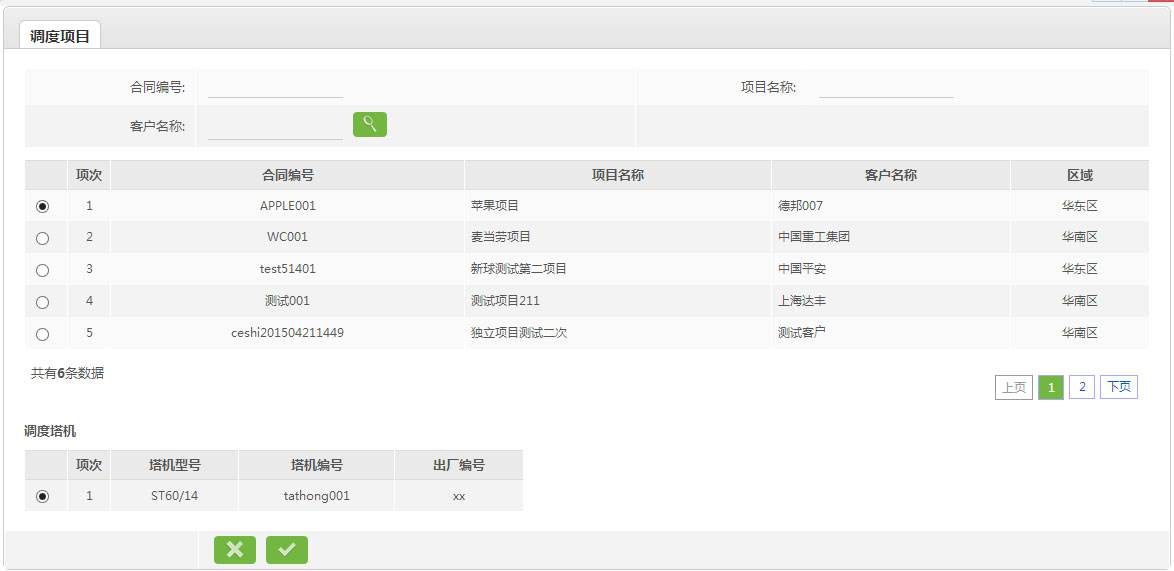 调度项目
合同编号: 项目名称:
客户名称:
项次 合同编号 项目名称 客户名称 区域
1 APPLE001 苹果项目 德邦007 华东区
2 WC001 麦当劳项目 中国重工集团 华南区
3 test51401 新球测试第二项目 中国平安 华东区
4 测试001 测试项目211 上海达丰 华南区
5 ceshi201504211449 独立项目测试二次 测试客户 华南区
共有6条数据
上页 1 2 下页
调度塔机
项次 塔机型号 塔机编号 出厂编号
1 ST60/14 tathong001 xx